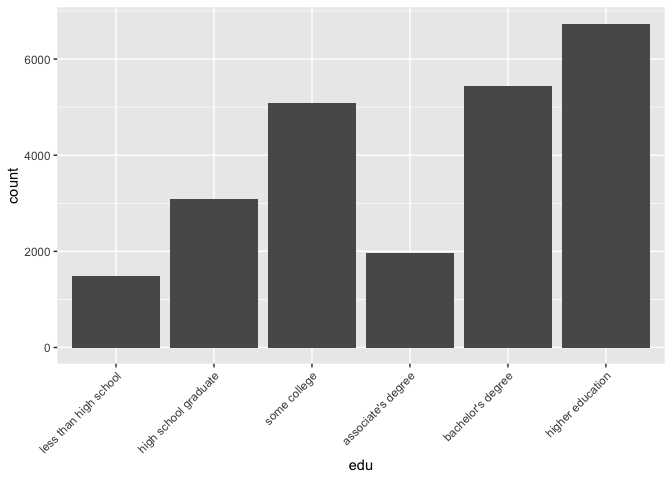 6000
4000
2000
0
count
less than high school
high school graduate
some college
associate's degree
bachelor's degree
higher education
edu